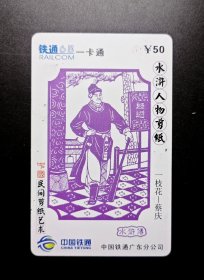 铁通 一卡通
RAILCOM
¥50
水浒人物剪纸
一枝花—蔡庆
中国民间剪纸艺术
水浒传
中国铁通
CHINA TIETONG
中国铁通广东分公司